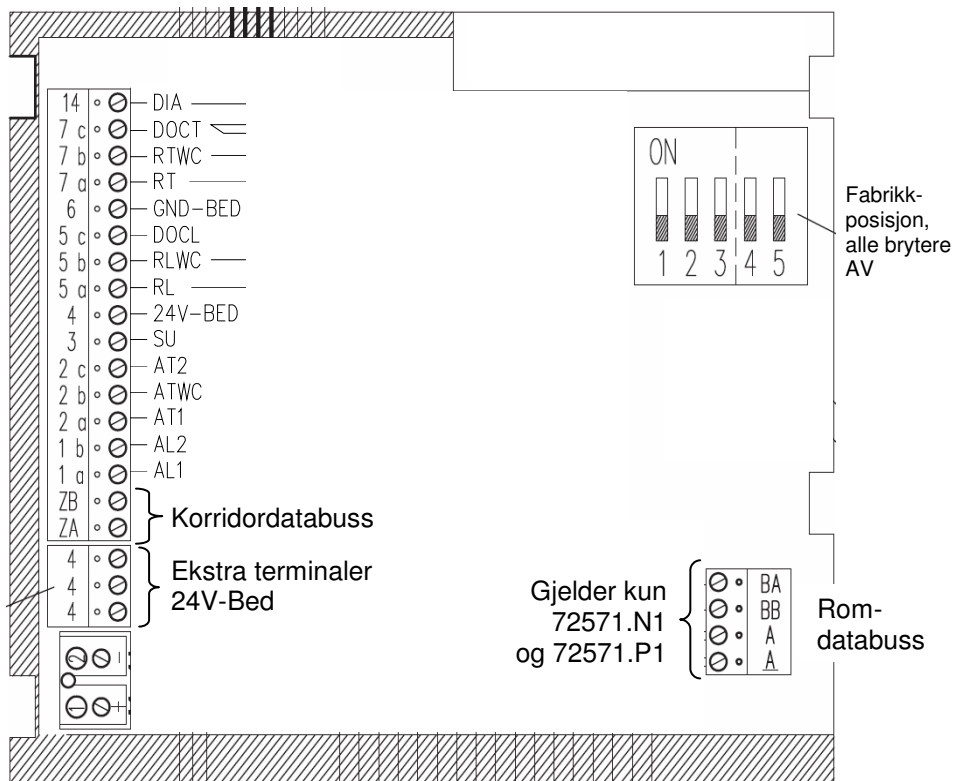 14 DIA
7 c DOCT
7 b RTWC
7 a RT
6 GND-BED
5 c DOCL
5 b RLWC
5 a RL
4 24V-BED
3 SU
2 c AT2
2 b ATWC
2 a AT1
1 b AL2
1 a AL1
ZB
ZA
Korridordatabuss
4
4
4
Ekstra terminaler
24V-Bed
2 -
1 +
ON
1 2 3 4 5
Fabrikk-
posisjon,
alle brytere
AV
Gjelder kun
72571.N1
og 72571.P1
BA
BB
A
A
Rom-
databuss